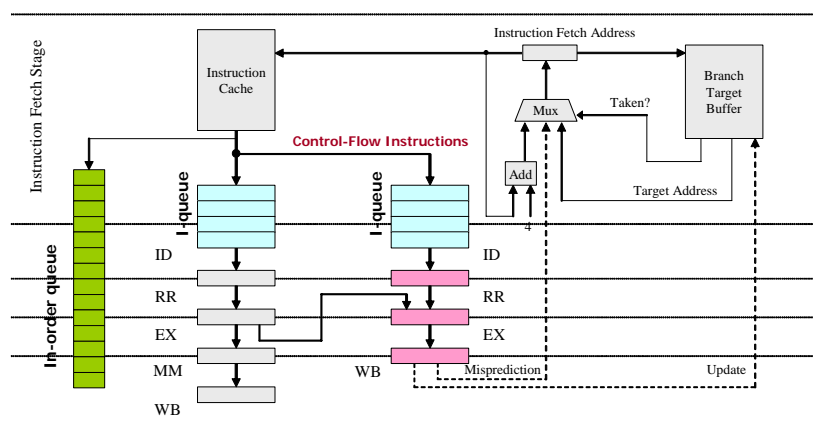 Instruction Fetch Address
Instruction Fetch Stage
Instruction
Cache
Branch
Target
Buffer
Taken?
Mux
Control-Flow Instructions
Add
I-queue
I-queue
Target Address
4
In-order queue
ID
ID
RR
RR
EX
EX
MM
WB
Misprediction
Update
WB